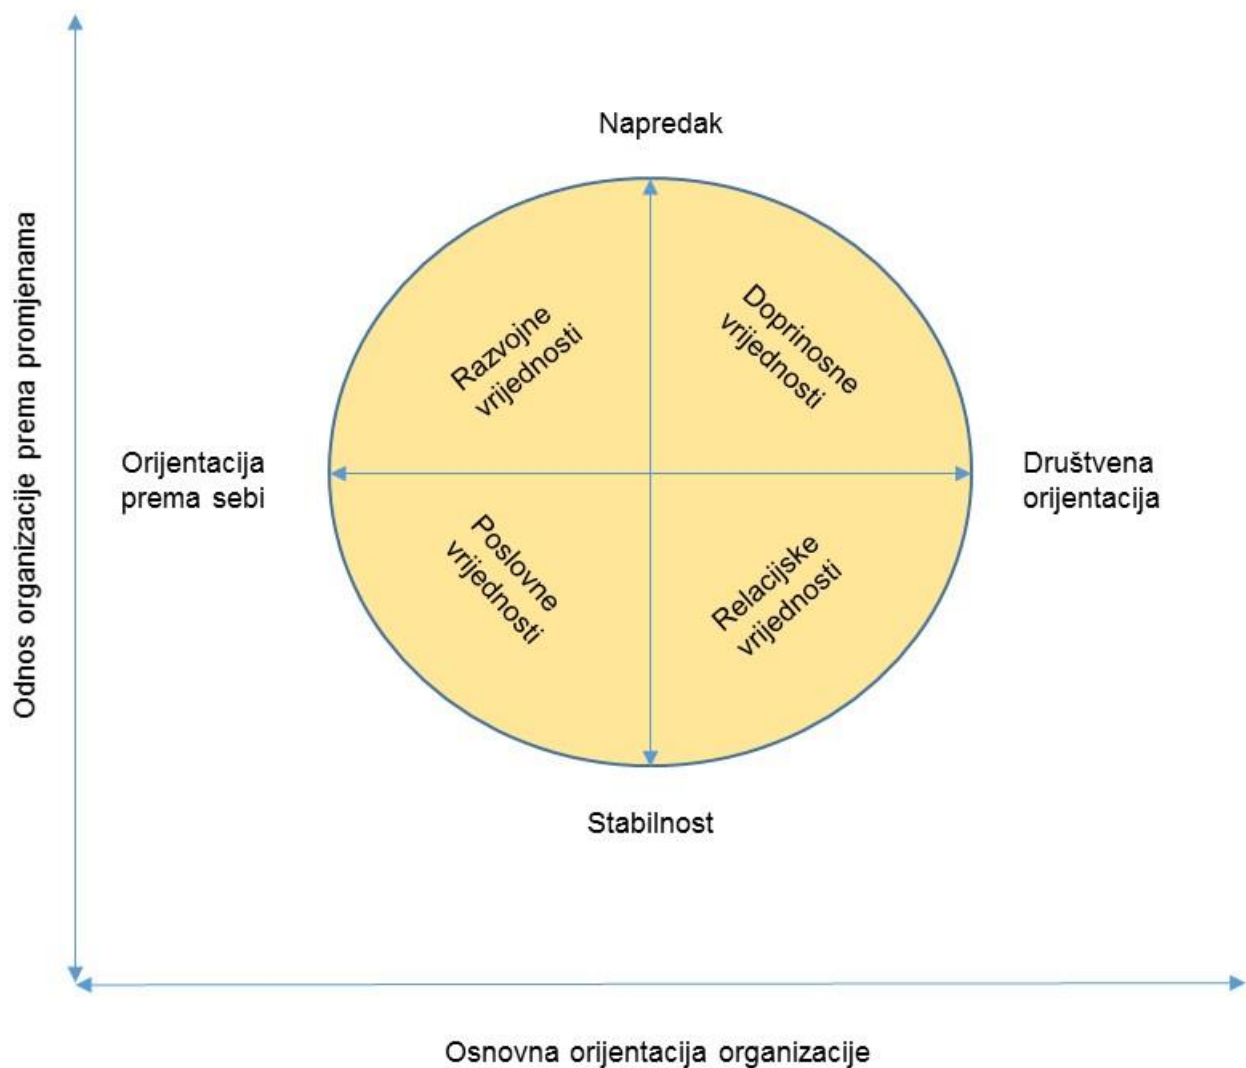 Napredak
Odnos organizacije prema promjenama
Razvojne
vrijednosti
Doprinosne
vrijednosti
Orijentacija
prema sebi
Društvena
orijentacija
Poslovne
vrijednosti
Relacijske
vrijednosti
Stabilnost
Osnovna orijentacija organizacije